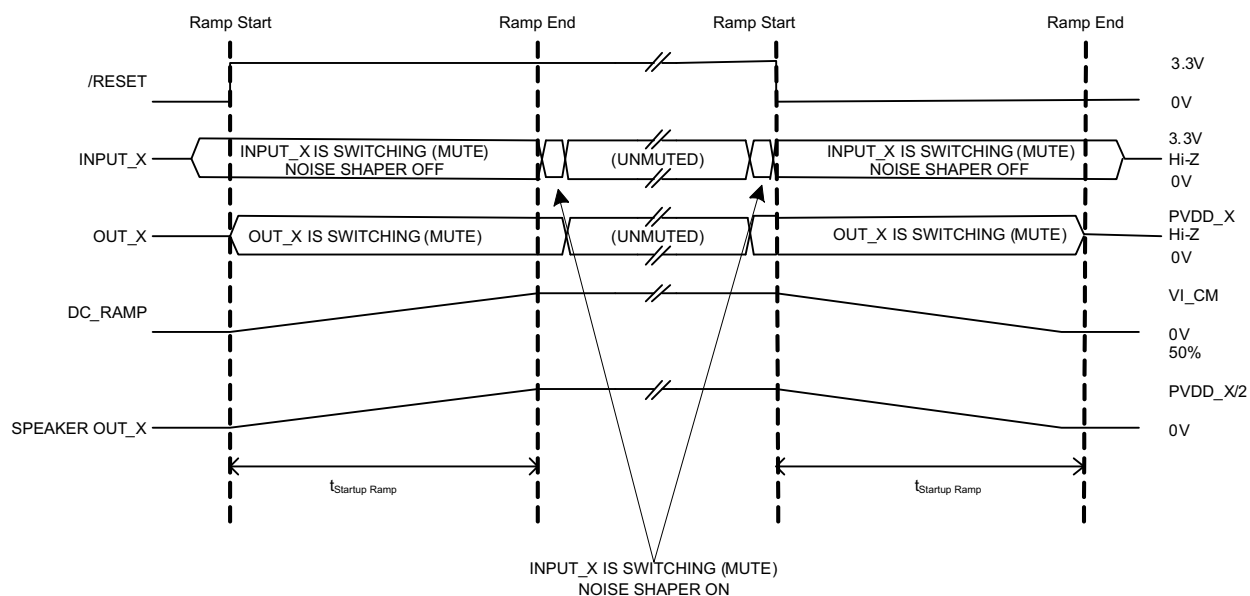 Ramp Start
Ramp End
Ramp Start
Ramp End
/RESET
3.3V
0V
INPUT_X
INPUT_X IS SWITCHING (MUTE)
NOISE SHAPER OFF
(UNMUTED)
INPUT_X IS SWITCHING (MUTE)
NOISE SHAPER OFF
3.3V
Hi-Z
0V
OUT_X
OUT_X IS SWITCHING (MUTE)
(UNMUTED)
OUT_X IS SWITCHING (MUTE)
PVDD_X
Hi-Z
0V
DC_RAMP
VI_CM
0V
50%
SPEAKER OUT_X
PVDD_X/2
0V
tStartup Ramp
tStartup Ramp
INPUT_X IS SWITCHING (MUTE)
NOISE SHAPER ON